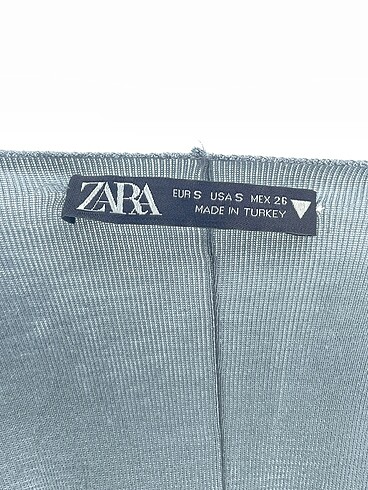 ZARA
EUR S USA S MEX 26
MADE IN TURKEY